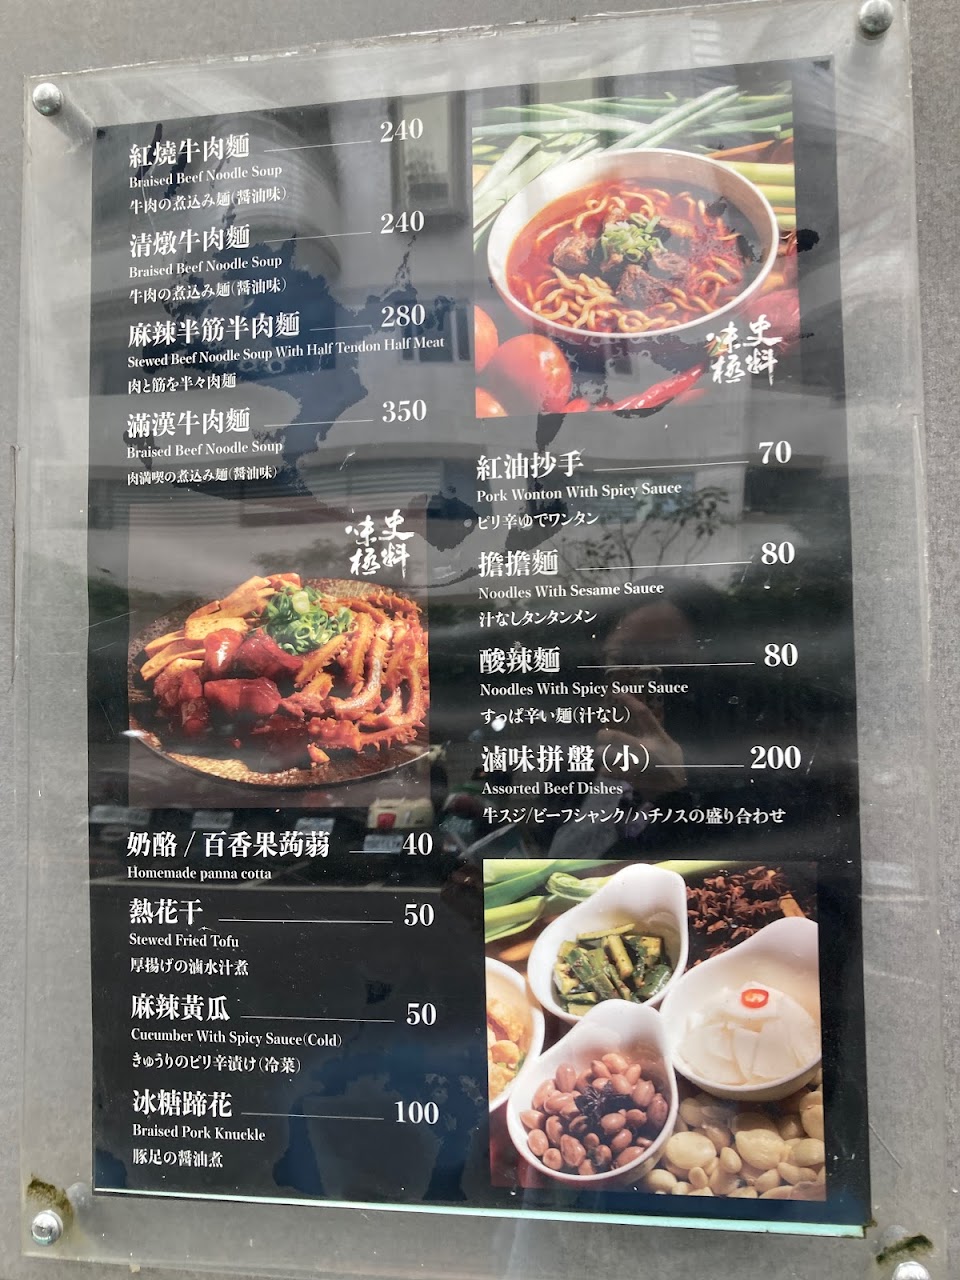 紅燒牛肉麵 240
Braised Beef Noodle Soup
牛肉の煮込み麺(醤油味)
清燉牛肉麵 240
Braised Beef Noodle Soup
牛肉の煮込み麺(醤油味)
麻辣半筋半肉麵 280
Stewed Beef Noodle Soup With Half Tendon Half Meat
肉と筋を半々肉麺
滿漢牛肉麵 350
Braised Beef Noodle Soup
肉満喫の煮込み麺(醤油味)
史料
味極
奶酪 / 百香果蒟蒻 40
Homemade panna cotta
熱花干 50
Stewed Fried Tofu
厚揚げの滷水汁煮
麻辣黃瓜 50
Cucumber With Spicy Sauce(Cold)
きゅうりのピリ辛漬け(冷菜)
冰糖蹄花 100
Braised Pork Knuckle
豚足の醤油煮
史料
味極
紅油抄手 70
Pork Wonton With Spicy Sauce
ピリ辛ゆでワンタン
擔擔麵 80
Noodles With Sesame Sauce
汁なしタンタンメン
酸辣麵 80
Noodles With Spicy Sour Sauce
すっぱ辛い麺(汁なし)
滷味拼盤(小) 200
Assorted Beef Dishes
牛スジ/ビーフシャンク/ハチノスの盛り合わせ